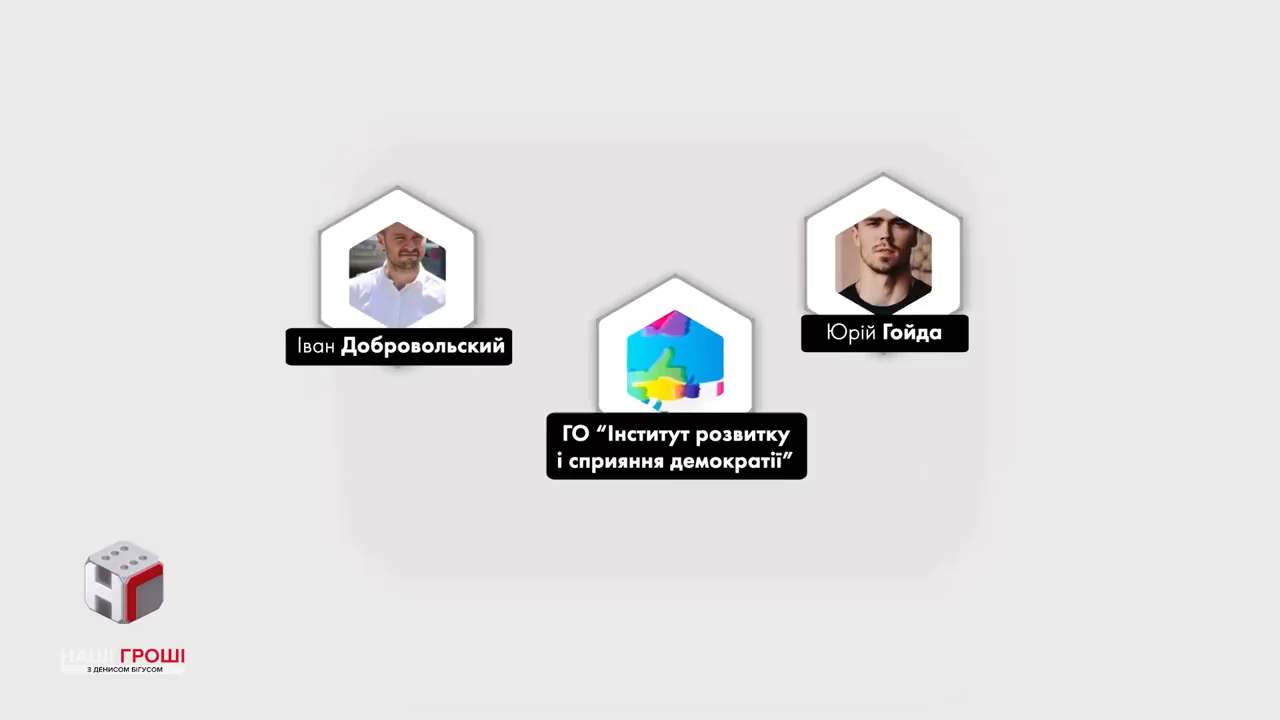 Іван Добровольский
Юрій Гойда
ГО “Інститут розвитку
і сприяння демократії”
НАШІ ГРОШІ
З ДЕНИСОМ БІГУСОМ